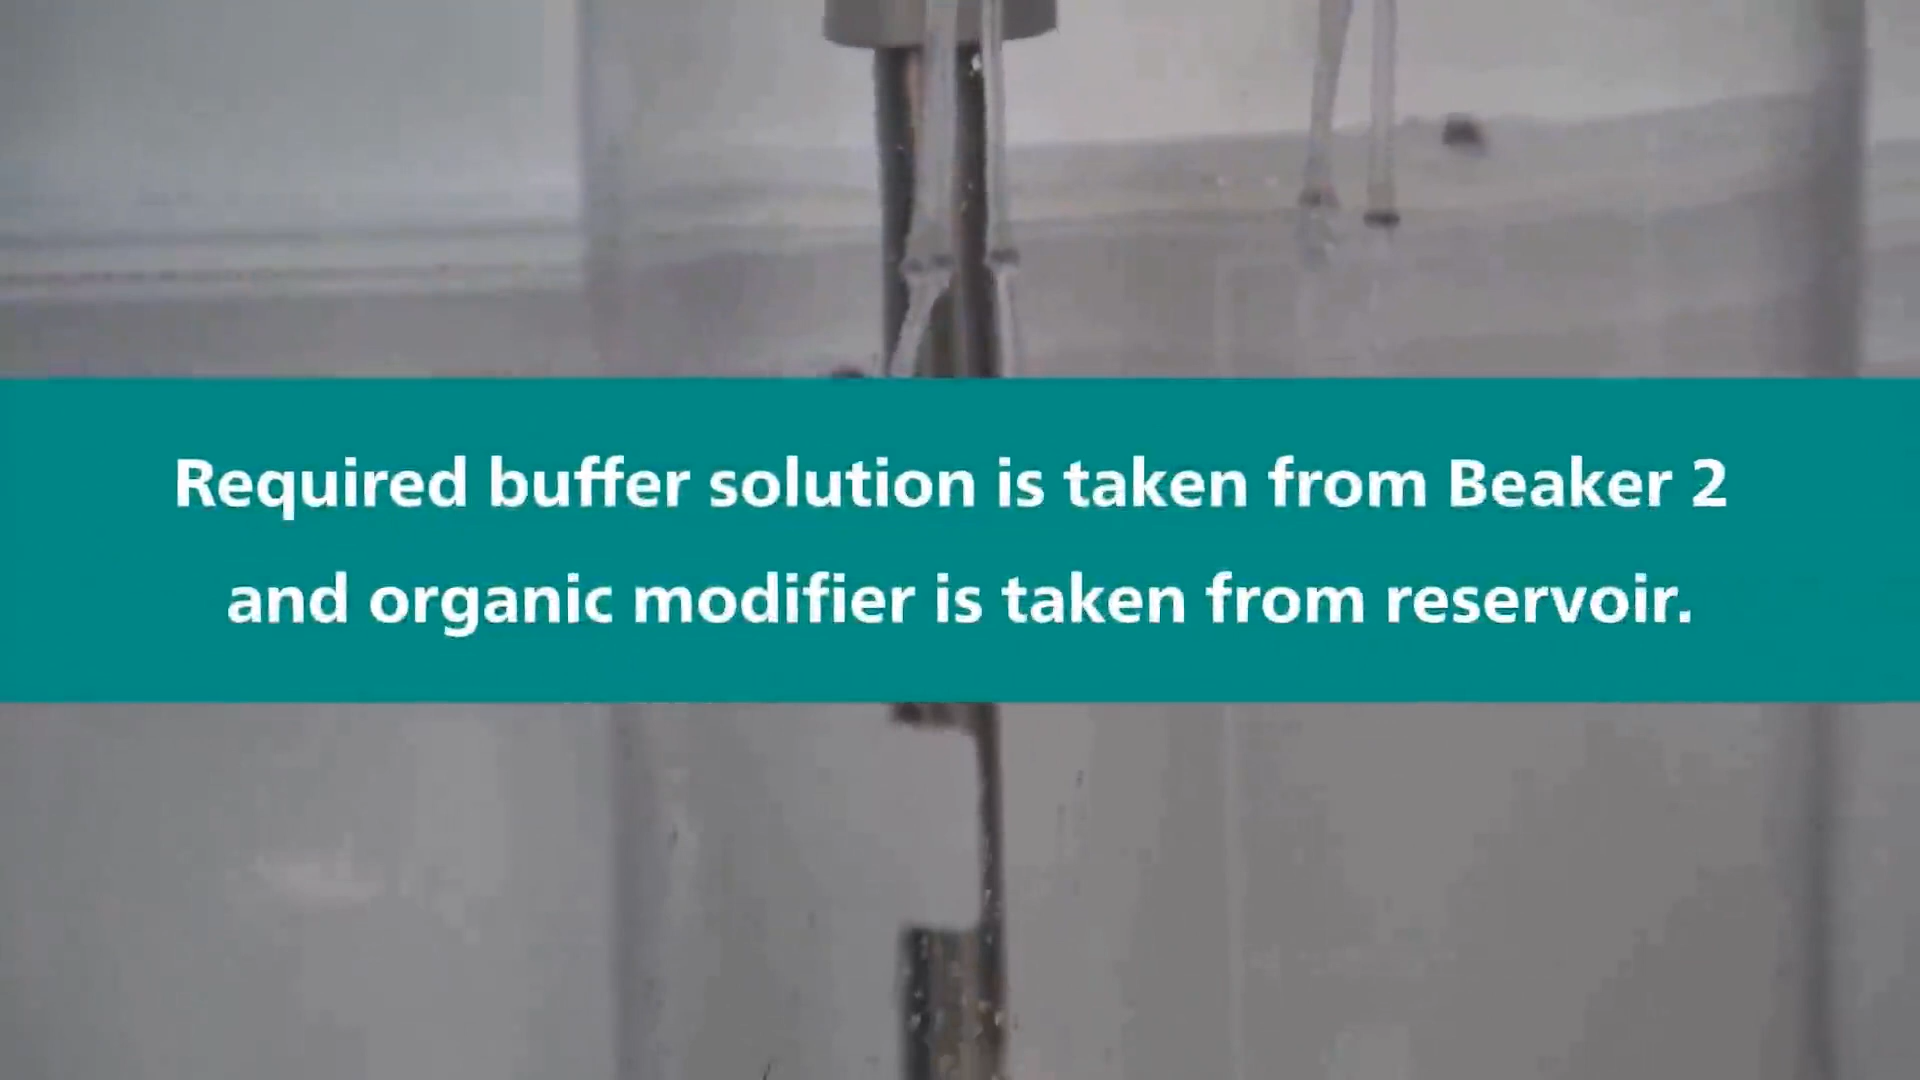 Required buffer solution is taken from Beaker 2
and organic modifier is taken from reservoir.